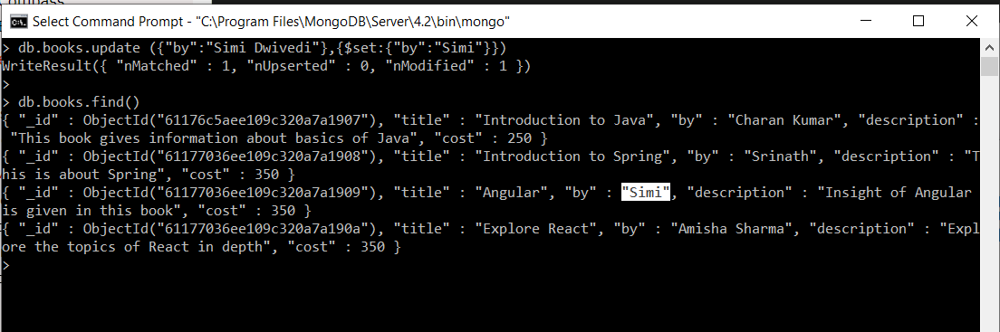 Select Command Prompt - "C:\Program Files\MongoDB\Server\4.2\bin\mongo"
> db.books.update ({"by":"Simi Dwivedi"},{$set:{"by":"Simi"}})
WriteResult({ "nMatched" : 1, "nUpserted" : 0, "nModified" : 1 })
>
> db.books.find()
{ "_id" : ObjectId("61176c5aee109c320a7a1907"), "title" : "Introduction to Java", "by" : "Charan Kumar", "description" :
"This book gives information about basics of Java", "cost" : 250 }
{ "_id" : ObjectId("61177036ee109c320a7a1908"), "title" : "Introduction to Spring", "by" : "Srinath", "description" : "T
his is about Spring", "cost" : 350 }
{ "_id" : ObjectId("61177036ee109c320a7a1909"), "title" : "Angular", "by" : "Simi", "description" : "Insight of Angular
is given in this book", "cost" : 350 }
{ "_id" : ObjectId("61177036ee109c320a7a190a"), "title" : "Explore React", "by" : "Amisha Sharma", "description" : "Expl
ore the topics of React in depth", "cost" : 350 }
>